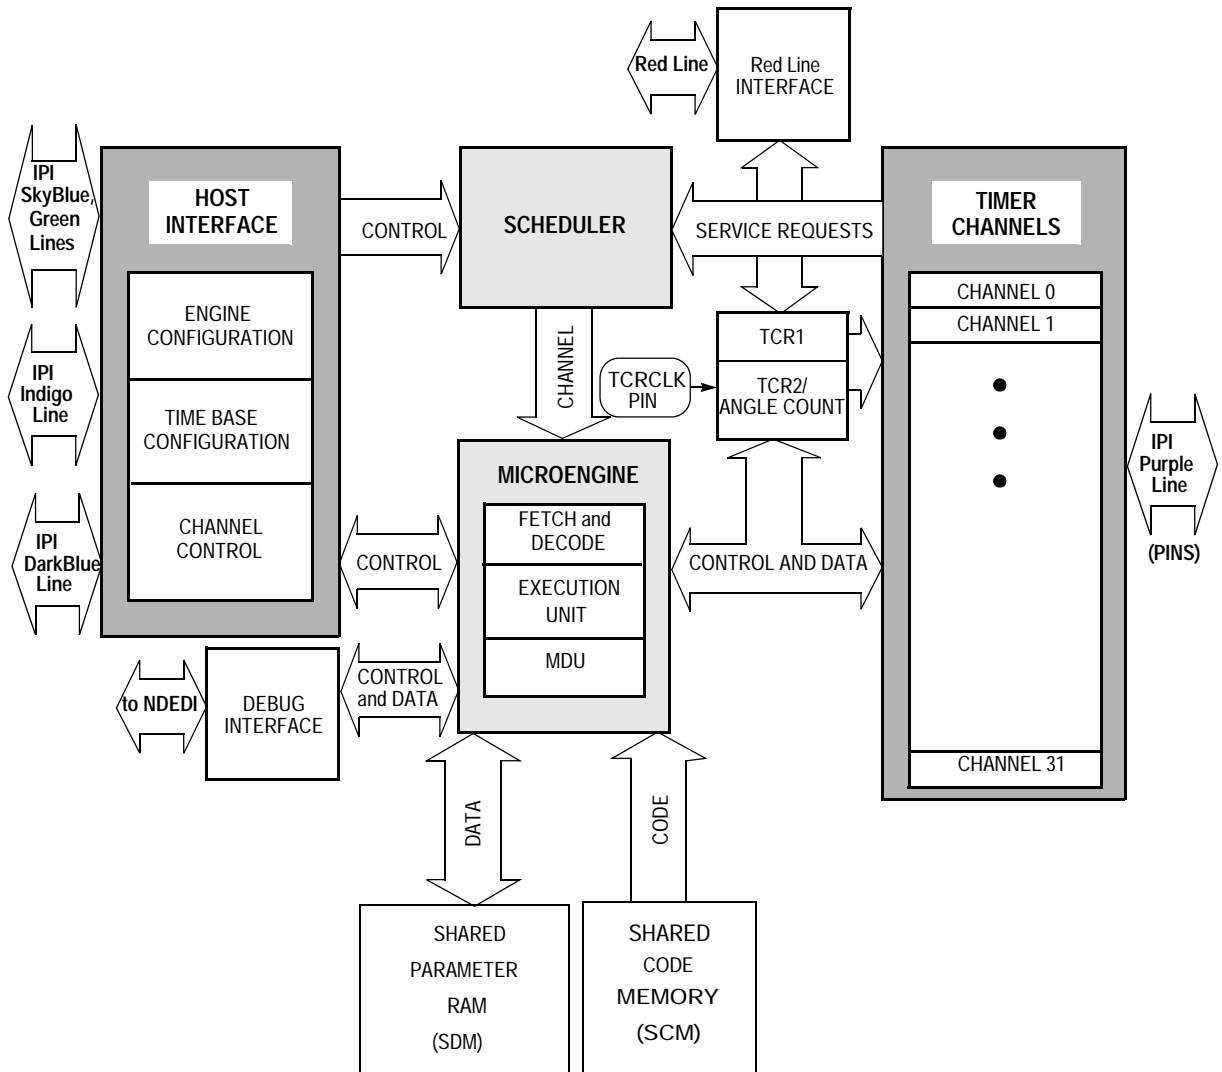 Red Line
Red Line
INTERFACE
IPI
SkyBlue,
Green
Lines
HOST
INTERFACE
CONTROL
SCHEDULER
SERVICE REQUESTS
TIMER
CHANNELS
ENGINE
CONFIGURATION
CHANNEL 0
CHANNEL 1
TCR1
CHANNEL
TCRCLK
PIN
TCR2/
ANGLE COUNT
IPI
Indigo
Line
TIME BASE
CONFIGURATION
IPI
Purple
Line
(PINS)
MICROENGINE
FETCH and
DECODE
EXECUTION
UNIT
MDU
CHANNEL
CONTROL
IPI
DarkBlue
Line
CONTROL
CONTROL AND DATA
to NDEDI
DEBUG
INTERFACE
CONTROL
and DATA
CHANNEL 31
DATA
CODE
SHARED
PARAMETER
RAM
(SDM)
SHARED
CODE
MEMORY
(SCM)